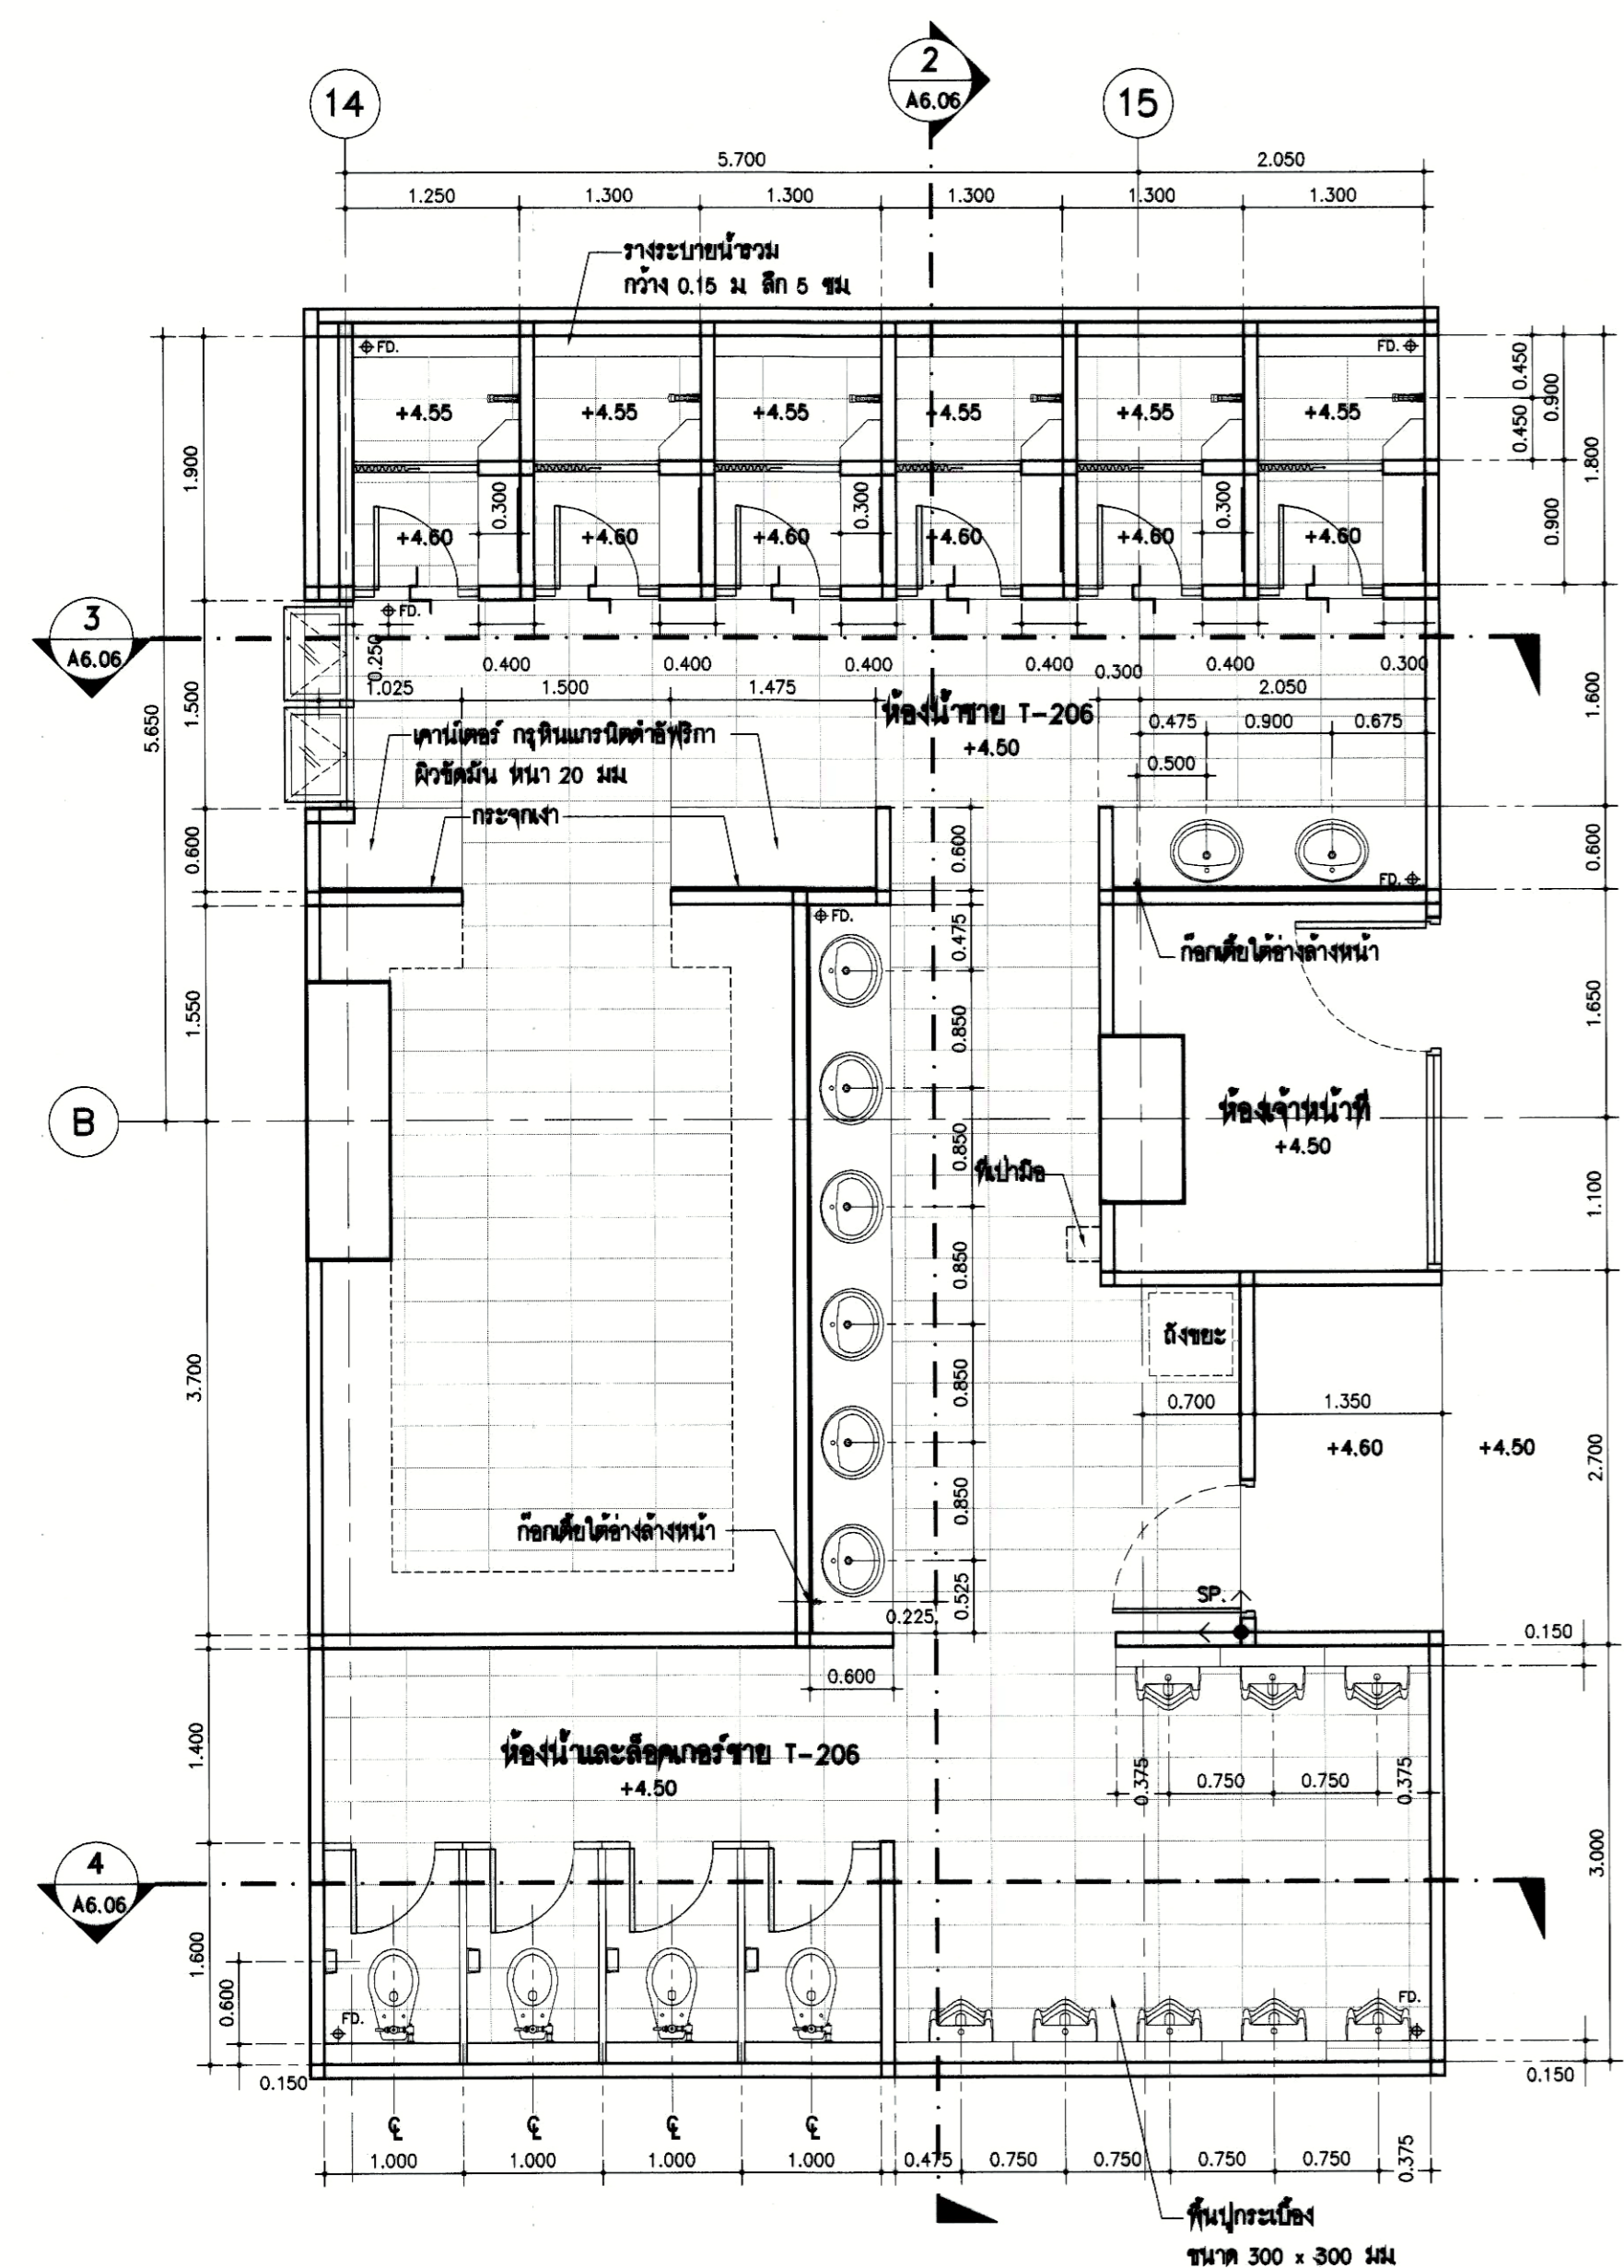 2
A6.06
14
15
5.700 2.050
1.250 1.300 1.300 1.300 1.300 1.300
รางระบายน้ำรวม
กว้าง 0.15 ม ลึก 5 ซม
FD. FD.
+4.55 +4.55 +4.55 +4.55 +4.55 +4.55
0.450 0.900
0.450
1.800
1.900
0.300 0.300 0.300
+4.60 +4.60 +4.60 +4.60 +4.60 +4.60
0.900
3
A6.06
FD.
0.250
0.400 0.400 0.400 0.400 0.300 0.400 0.300
1.025 1.500 1.475 2.050
1.500
5.650
1.600
ห้องน้ำชาย T-206
+4.50
0.475 0.900 0.675
0.500
เคาน์เตอร์ กรุหินแกรนิตดำอัฟริกา
ผิวขัดมัน หนา 20 มม
กระจกเงา
0.600 0.600 0.600
FD.
FD.
0.475
ก๊อกเตี้ยใต้อ่างล้างหน้า
1.550
0.850
1.650
B
ห้องเจ้าหน้าที่
+4.50
0.850
ที่เป่ามือ
1.100
0.850
ถังขยะ
3.700
0.850
0.700 1.350
+4.60 +4.50
2.700
0.850
ก๊อกเตี้ยใต้อ่างล้างหน้า
0.525
SP.
0.225
0.150
0.600
ห้องน้ำและล็อคเกอร์ชาย T-206
+4.50
1.400
0.375 0.750 0.750 0.375
3.000
4
A6.06
1.600
0.600
FD. FD.
0.150 0.150
℄ ℄ ℄ ℄
1.000 1.000 1.000 1.000 0.475 0.750 0.750 0.750 0.750 0.375
พื้นปูกระเบื้อง
ขนาด 300 x 300 มม